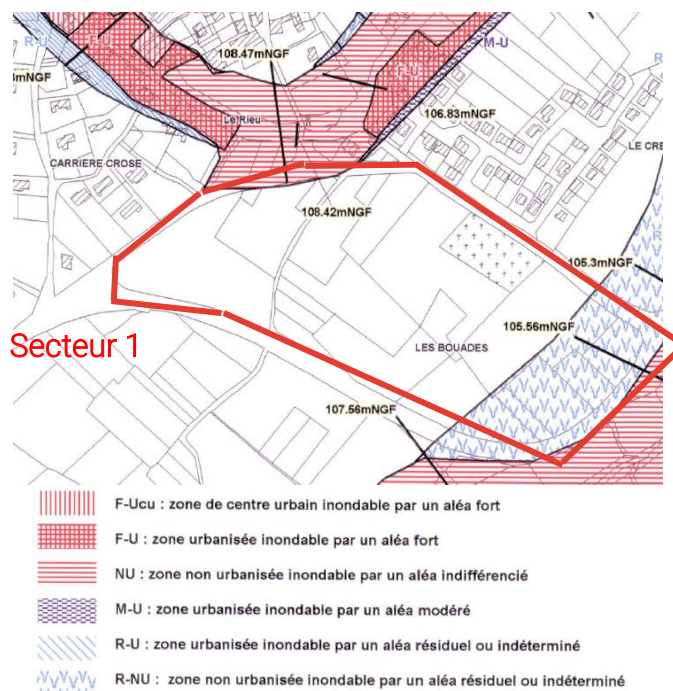 R-U
F-U
108.47mNGF
M-U
R
8mNGF
F-U
Le Rieu
106.83mNGF
CARRIERE CROSE
LE CRE
108.42mNGF
R
105.3mNGF
105.56mNGF
Secteur 1
LES BOUADES
107.56mNGF
F-Ucu : zone de centre urbain inondable par un aléa fort
F-U : zone urbanisée inondable par un aléa fort
NU : zone non urbanisée inondable par un aléa indifférencié
M-U : zone urbanisée inondable par un aléa modéré
R-U : zone urbanisée inondable par un aléa résiduel ou indéterminé
R-NU : zone non urbanisée inondable par un aléa résiduel ou indéterminé